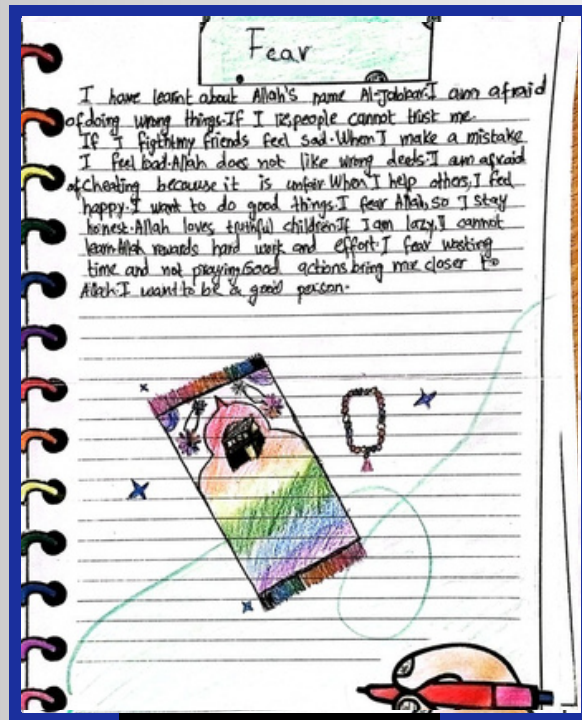 Fear
I have learnt about Allah's name Al-Jabbar.I am afraid
of doing wrong things.If I people cannot trust me.
If I fight my friends feel sad.When I make a mistake
I feel bad.Allah does not like wrong deeds.I am afraid
of cheating because it is unfair.When I help others,I feel
happy.I want to do good things.I fear Allah, so I stay
honest.Allah loves truthful children.If I am lazy,I cannot
learn.Allah rewards hard work and effort.I fear wasting
time and not praying.Good actions bring me closer to
Allah.I want to be a good person.